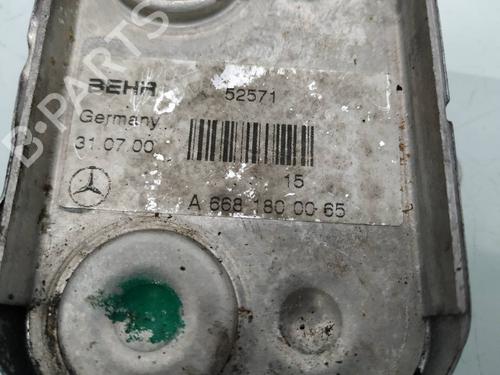 B-PARTS
BEHR 52571
Germany
31.07.00
15
A 668 180 00 65